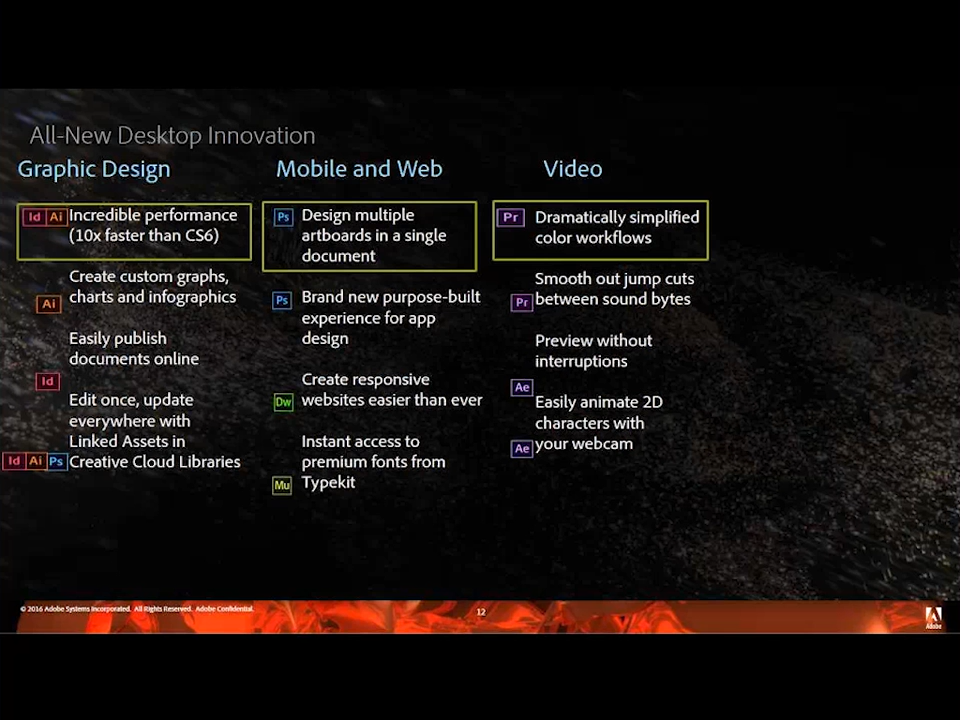 All-New Desktop Innovation
Graphic Design
Id Ai Incredible performance
(10x faster than CS6)
Create custom graphs,
Ai charts and infographics
Easily publish
documents online
Id
Edit once, update
everywhere with
Linked Assets in
Id Ai Ps Creative Cloud Libraries
Mobile and Web
Ps Design multiple
artboards in a single
document
Ps Brand new purpose-built
experience for app
design
Create responsive
Dw websites easier than ever
Instant access to
premium fonts from
Mu Typekit
Video
Pr Dramatically simplified
color workflows
Smooth out jump cuts
Pr between sound bytes
Preview without
interruptions
Ae
Easily animate 2D
characters with
Ae your webcam
© 2016 Adobe Systems Incorporated. All Rights Reserved. Adobe Confidential.
12
Adobe